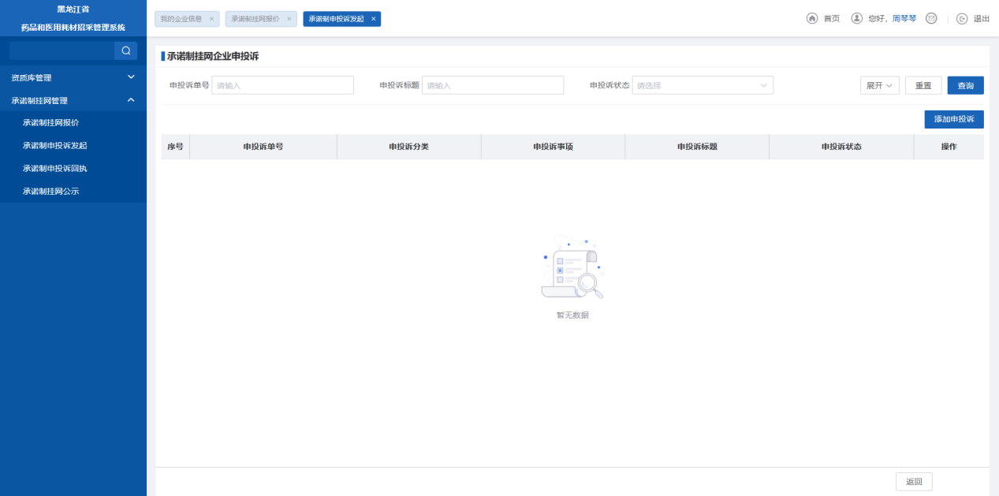 黑龙江省
药品和医用耗材招采管理系统
我的企业信息 ×
承诺制挂网报价 ×
承诺制申投诉发起 ×
首页
您好, 周琴琴
退出
资质库管理
承诺制挂网管理
承诺制挂网报价
承诺制申投诉发起
承诺制申投诉回执
承诺制挂网公示
承诺制挂网企业申投诉
申投诉单号 请输入
申投诉标题 请输入
申投诉状态 请选择
展开
重置
查询
添加申投诉
序号 申投诉单号 申投诉分类 申投诉事项 申投诉标题 申投诉状态 操作
暂无数据
返回